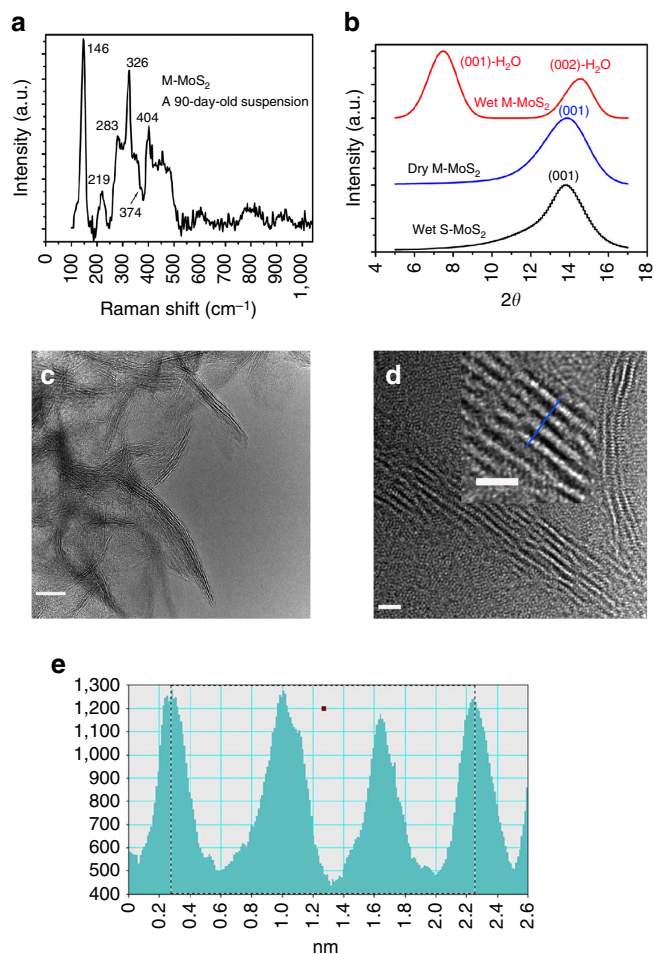 a
146
326
M-MoS₂
A 90-day-old suspension
283
404
219
374
Intensity (a.u.)
100 200 300 400 500 600 700 800 900 1,000
Raman shift (cm⁻¹)
b
(001)-H₂O
(002)-H₂O
Wet M-MoS₂
(001)
Dry M-MoS₂
(001)
Wet S-MoS₂
Intensity (a.u.)
4 6 8 10 12 14 16 18
2θ
c
d
e
1,300
1,200
1,100
1,000
900
800
700
600
500
400
0 0.2 0.4 0.6 0.8 1.0 1.2 1.4 1.6 1.8 2.0 2.2 2.4 2.6
nm